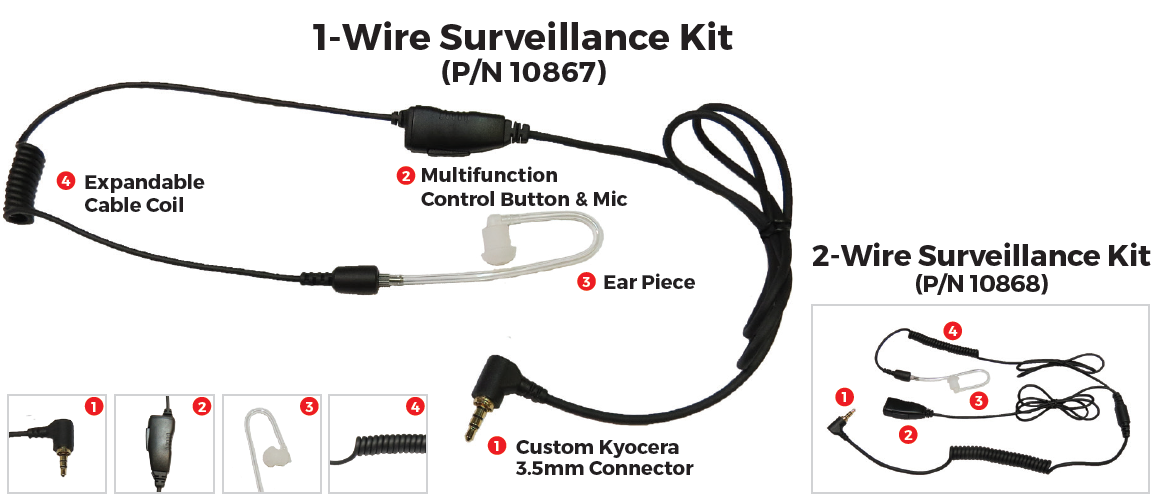 1-Wire Surveillance Kit
(P/N 10867)
4 Expandable
Cable Coil
2 Multifunction
Control Button & Mic
3 Ear Piece
1 Custom Kyocera
3.5mm Connector
1
2
3
4
2-Wire Surveillance Kit
(P/N 10868)
4
3
1
2